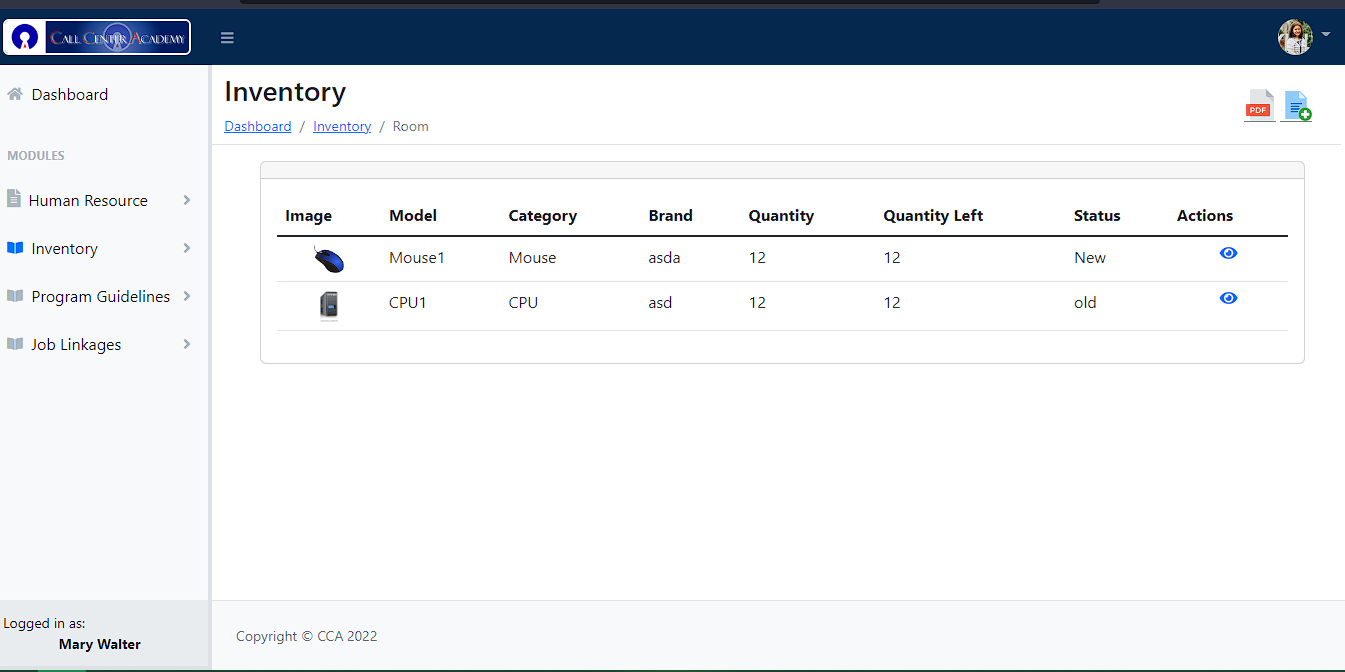 CALL CENTER ACADEMY
Dashboard
MODULES
Human Resource
Inventory
Program Guidelines
Job Linkages
Logged in as:
Mary Walter
Inventory
Dashboard / Inventory / Room
PDF
Image Model Category Brand Quantity Quantity Left Status Actions
Mouse1 Mouse asda 12 12 New
CPU1 CPU asd 12 12 old
Copyright © CCA 2022